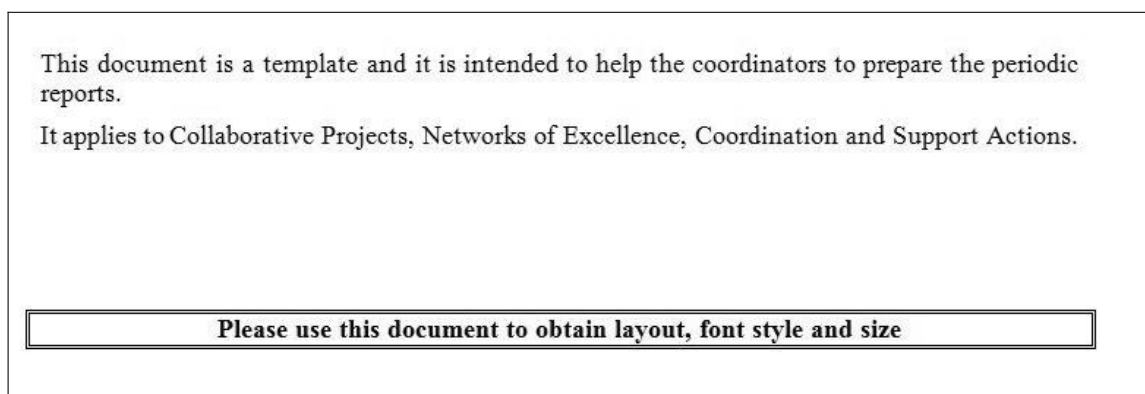 This document is a template and it is intended to help the coordinators to prepare the periodic
reports.
It applies to Collaborative Projects, Networks of Excellence, Coordination and Support Actions.
Please use this document to obtain layout, font style and size